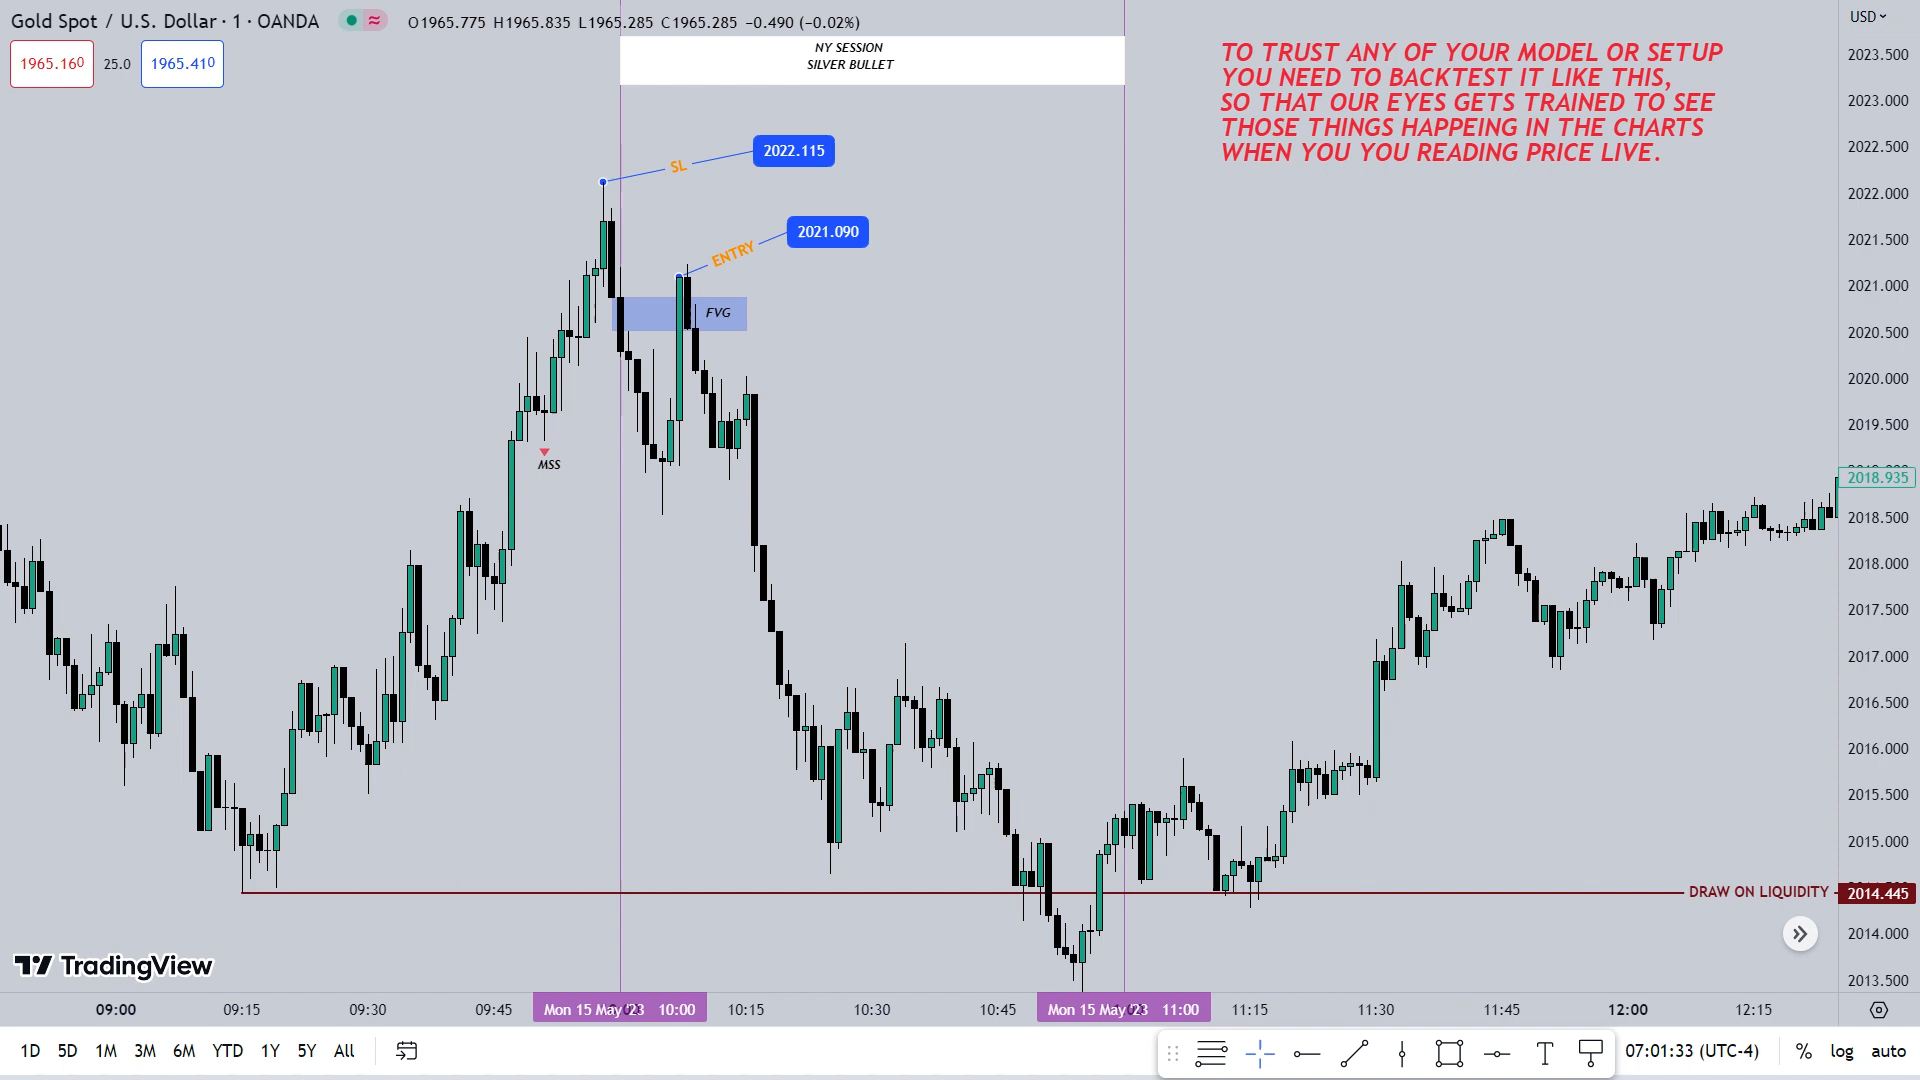 Gold Spot / U.S. Dollar · 1 · OANDA
O1965.775 H1965.835 L1965.285 C1965.285 −0.490 (−0.02%)
USD
1965.160
25.0
1965.410
NY SESSION
SILVER BULLET
TO TRUST ANY OF YOUR MODEL OR SETUP
YOU NEED TO BACKTEST IT LIKE THIS,
SO THAT OUR EYES GETS TRAINED TO SEE
THOSE THINGS HAPPEING IN THE CHARTS
WHEN YOU YOU READING PRICE LIVE.
2023.500
2023.000
2022.500
2022.000
2021.500
2021.000
2020.500
2020.000
2019.500
2018.935
2018.500
2018.000
2017.500
2017.000
2016.500
2016.000
2015.500
2015.000
2014.445
2014.000
2013.500
SL
2022.115
ENTRY
2021.090
FVG
MSS
DRAW ON LIQUIDITY
TradingView
09:00
09:15
09:30
09:45
Mon 15 May '23 10:00
10:15
10:30
10:45
Mon 15 May '23 11:00
11:15
11:30
11:45
12:00
12:15
1D 5D 1M 3M 6M YTD 1Y 5Y All
T
07:01:33 (UTC-4)
% log auto